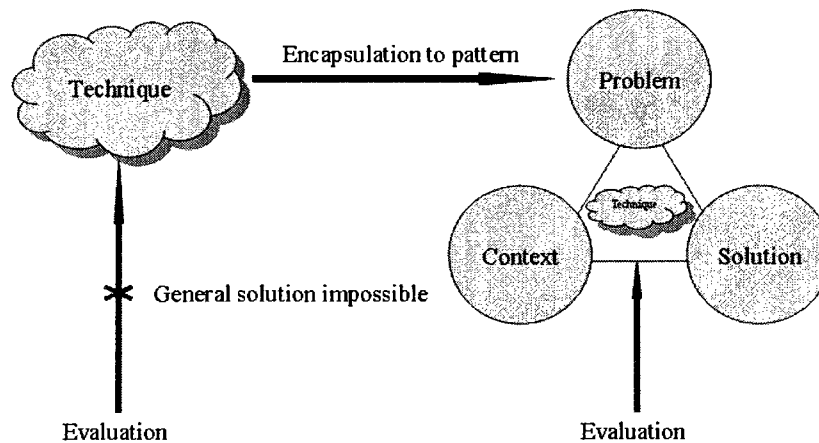 Encapsulation to pattern
Technique
Problem
Technique
Context
Solution
General solution impossible
Evaluation
Evaluation